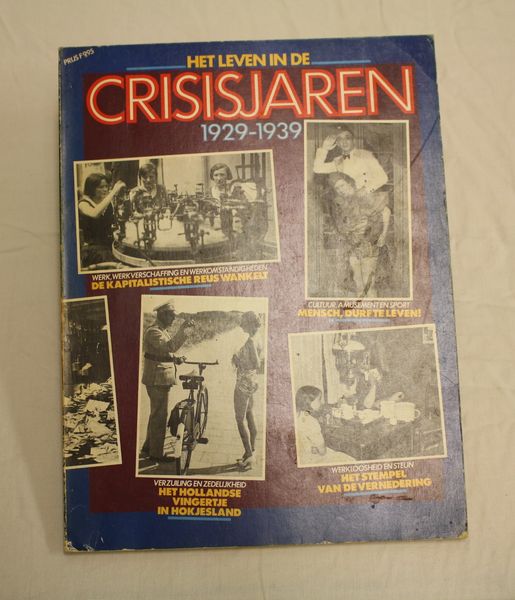 PRIJS F 9.95
HET LEVEN IN DE
CRISISJAREN
1929-1939
WERK, WERKVERSCHAFFING EN WERKOMSTANDIGHEDEN
DE KAPITALISTISCHE REUS WANKELT
CULTUUR, AMUSEMENT EN SPORT
MENSCH, DURF TE LEVEN!
VERZUILING EN ZEDELIJKHEID
HET HOLLANDSE
VINGERTJE
IN HOKJESLAND
WERKLOOSHEID EN STEUN
HET STEMPEL
VAN DE VERNEDERING